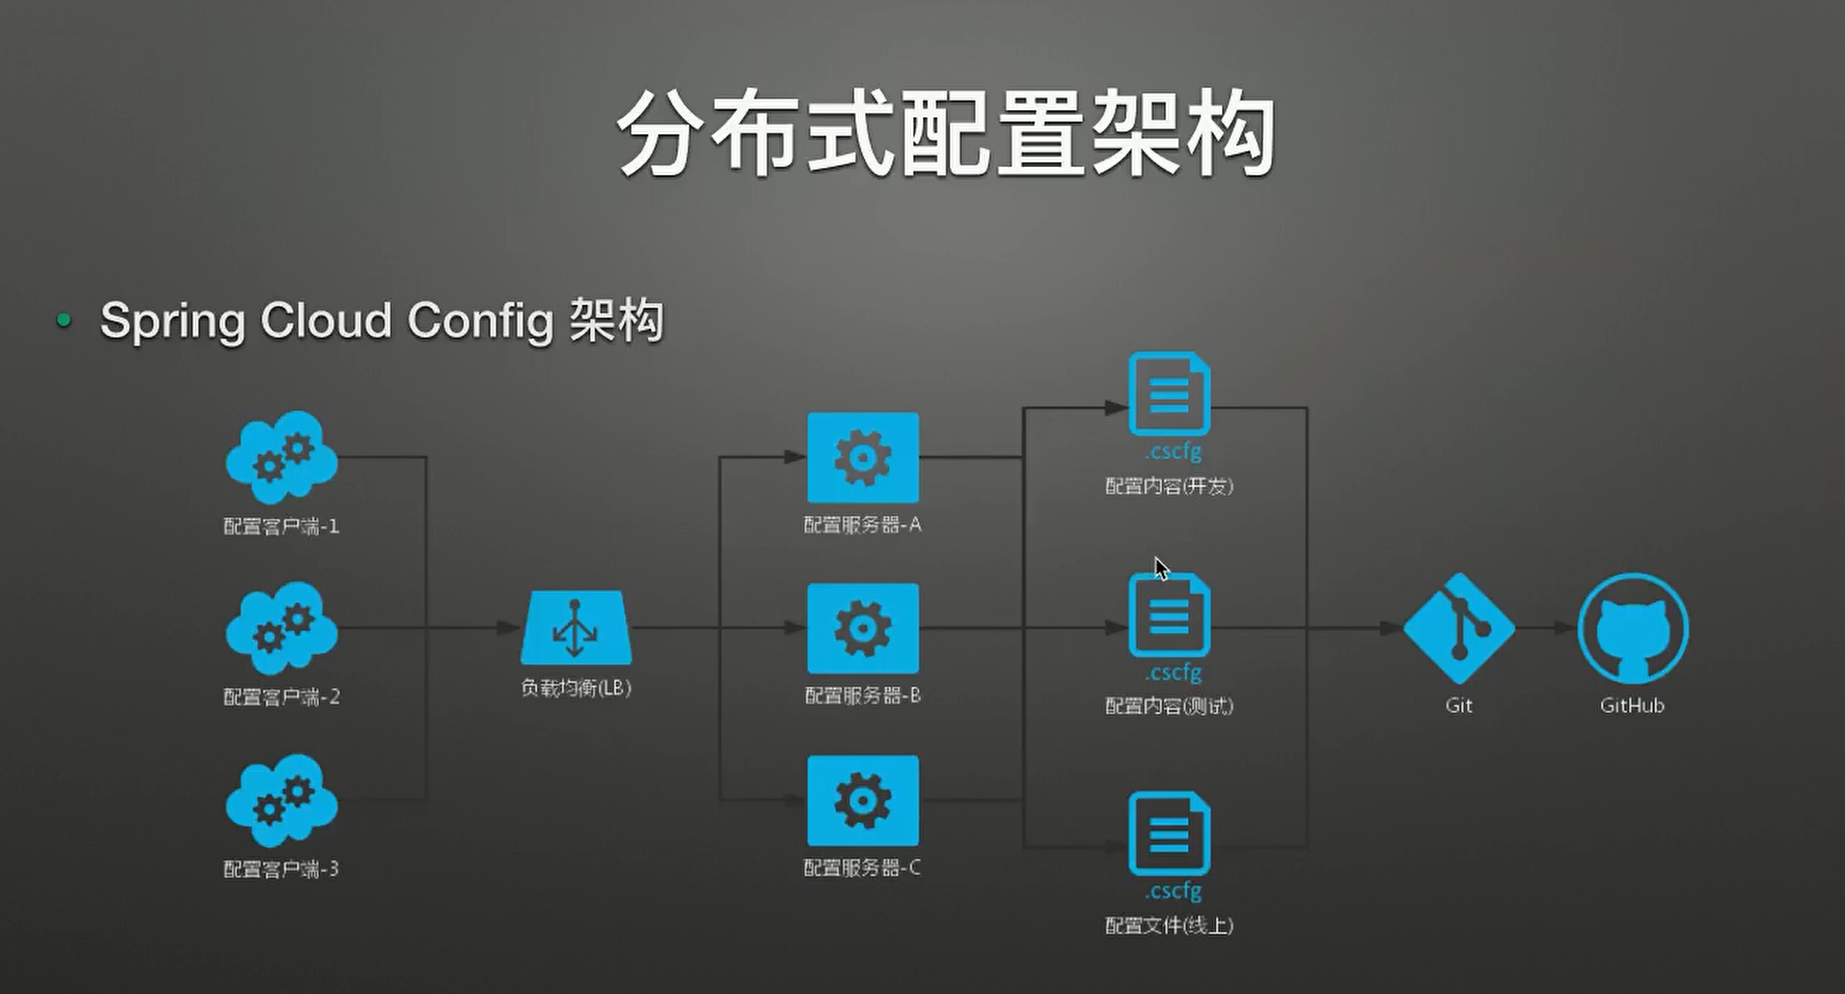 分布式配置架构
Spring Cloud Config 架构
配置客户端-1
配置客户端-2
配置客户端-3
负载均衡(LB)
配置服务器-A
配置服务器-B
配置服务器-C
.cscfg
配置内容(开发)
.cscfg
配置内容(测试)
.cscfg
配置文件(线上)
Git
GitHub